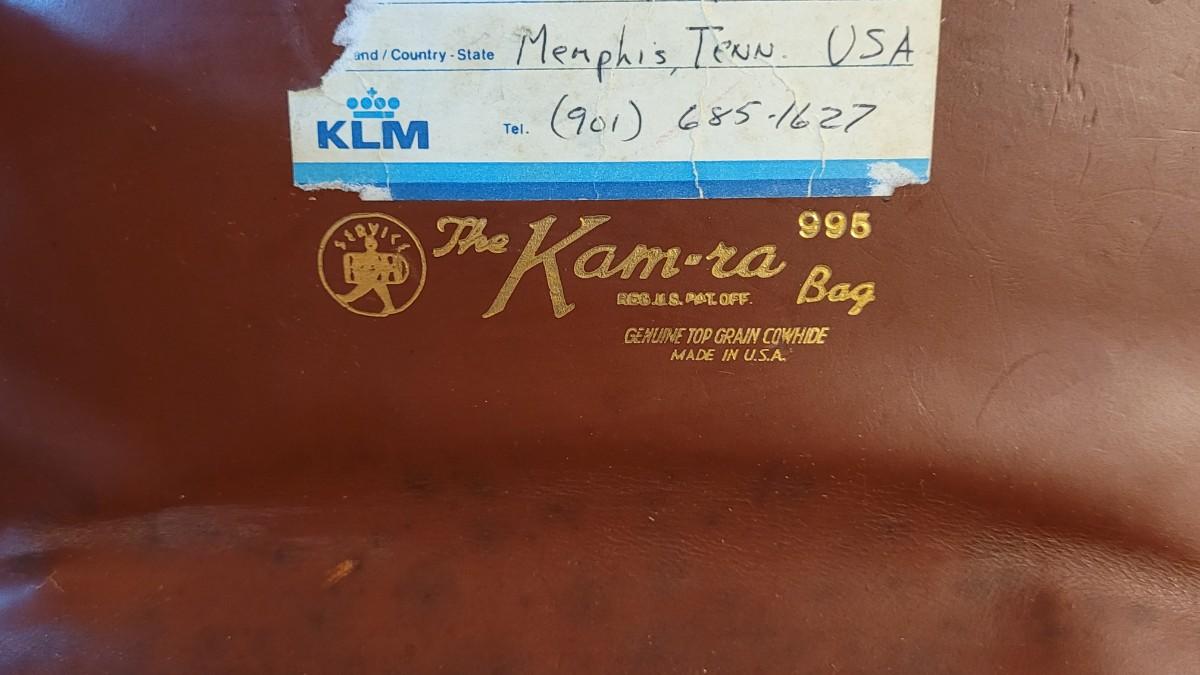 and / Country - State Memphis, Tenn. USA
KLM Tel. (901) 685-1627
SERVICE The Kam-ra 995
REG. U.S. PAT. OFF. Bag
GENUINE TOP GRAIN COWHIDE
MADE IN U.S.A.